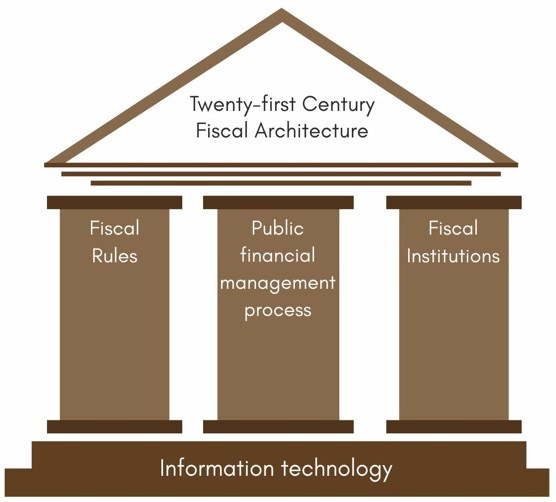 Twenty-first Century
Fiscal Architecture
Fiscal
Rules
Public
financial
management
process
Fiscal
Institutions
Information technology